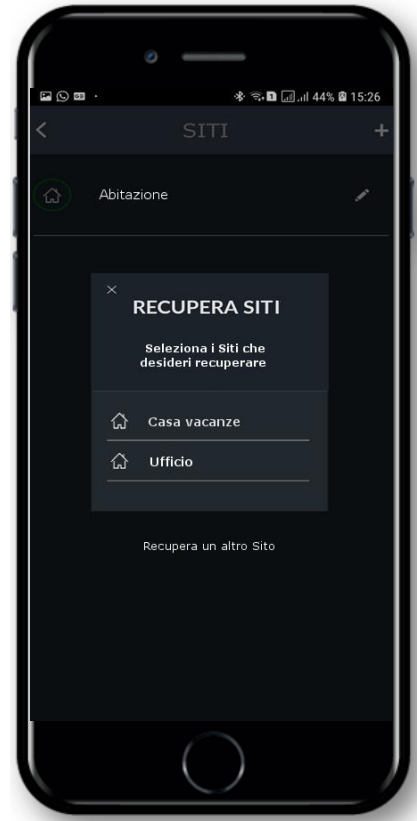 44% 15:26
SITI
Abitazione
RECUPERA SITI
Seleziona i Siti che
desideri recuperare
Casa vacanze
Ufficio
Recupera un altro Sito